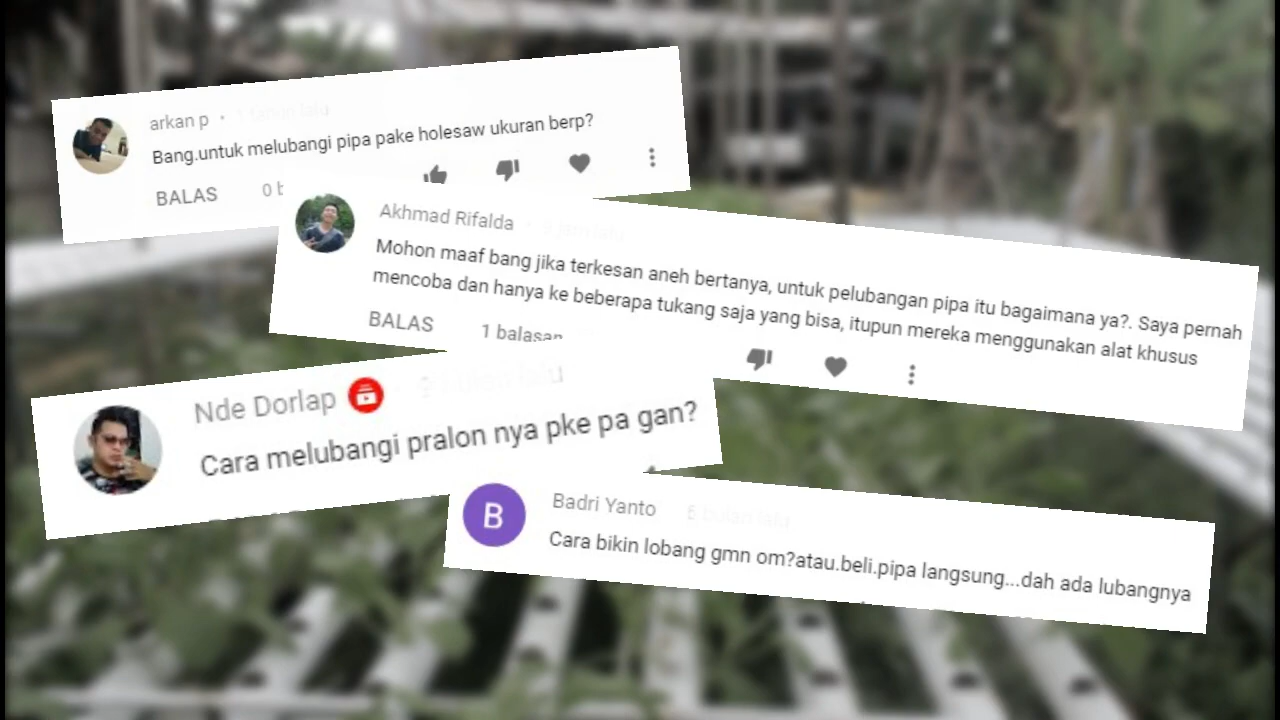 arkan p
Bang.untuk melubangi pipa pake holesaw ukuran berp?
BALAS
Akhmad Rifalda
Mohon maaf bang jika terkesan aneh bertanya, untuk pelubangan pipa itu bagaimana ya?. Saya pernah
mencoba dan hanya ke beberapa tukang saja yang bisa, itupun mereka menggunakan alat khusus
BALAS 1 balasan
Nde Dorlap
Cara melubangi pralon nya pke pa gan?
B
Badri Yanto
Cara bikin lobang gmn om?atau.beli.pipa langsung...dah ada lubangnya